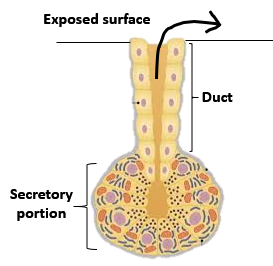 Exposed surface
Duct
Secretory
portion